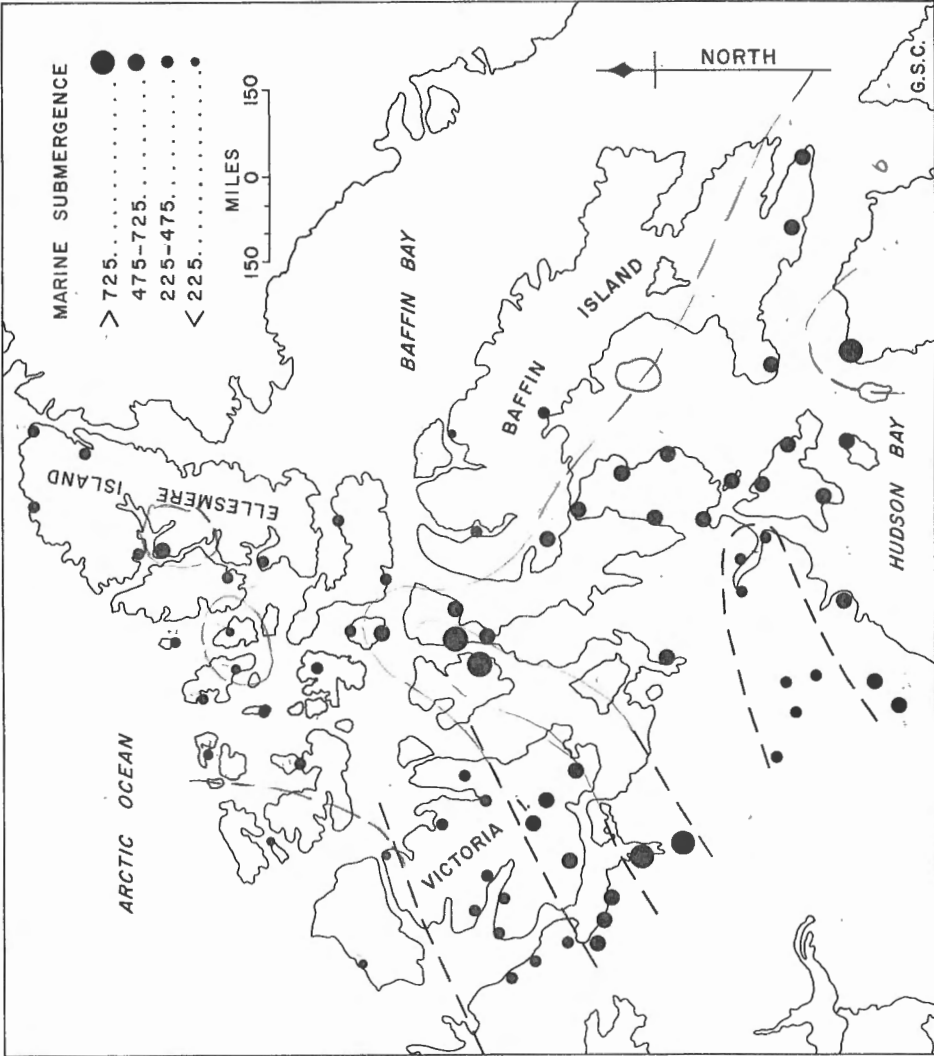 MARINE SUBMERGENCE
> 725
475-725
225-475
< 225
MILES
150 0 150
NORTH
ELLESMERE
ISLAND
BAFFIN BAY
BAFFIN
ISLAND
ARCTIC OCEAN
VICTORIA
HUDSON BAY
G.S.C.